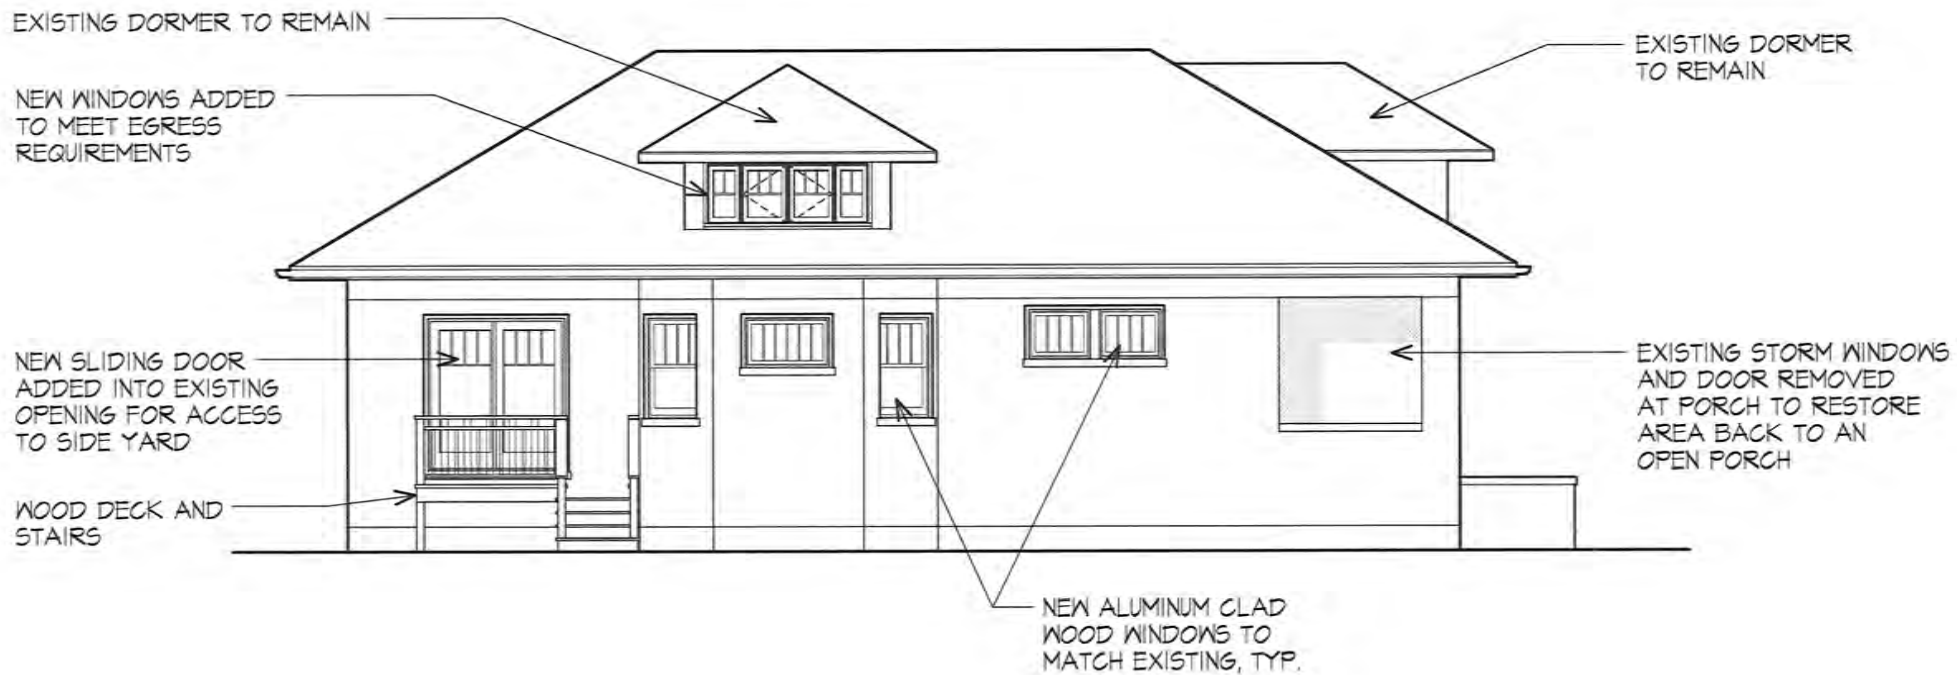 EXISTING DORMER TO REMAIN
NEW WINDOWS ADDED
TO MEET EGRESS
REQUIREMENTS
NEW SLIDING DOOR
ADDED INTO EXISTING
OPENING FOR ACCESS
TO SIDE YARD
WOOD DECK AND
STAIRS
EXISTING DORMER
TO REMAIN
EXISTING STORM WINDOWS
AND DOOR REMOVED
AT PORCH TO RESTORE
AREA BACK TO AN
OPEN PORCH
NEW ALUMINUM CLAD
WOOD WINDOWS TO
MATCH EXISTING, TYP.